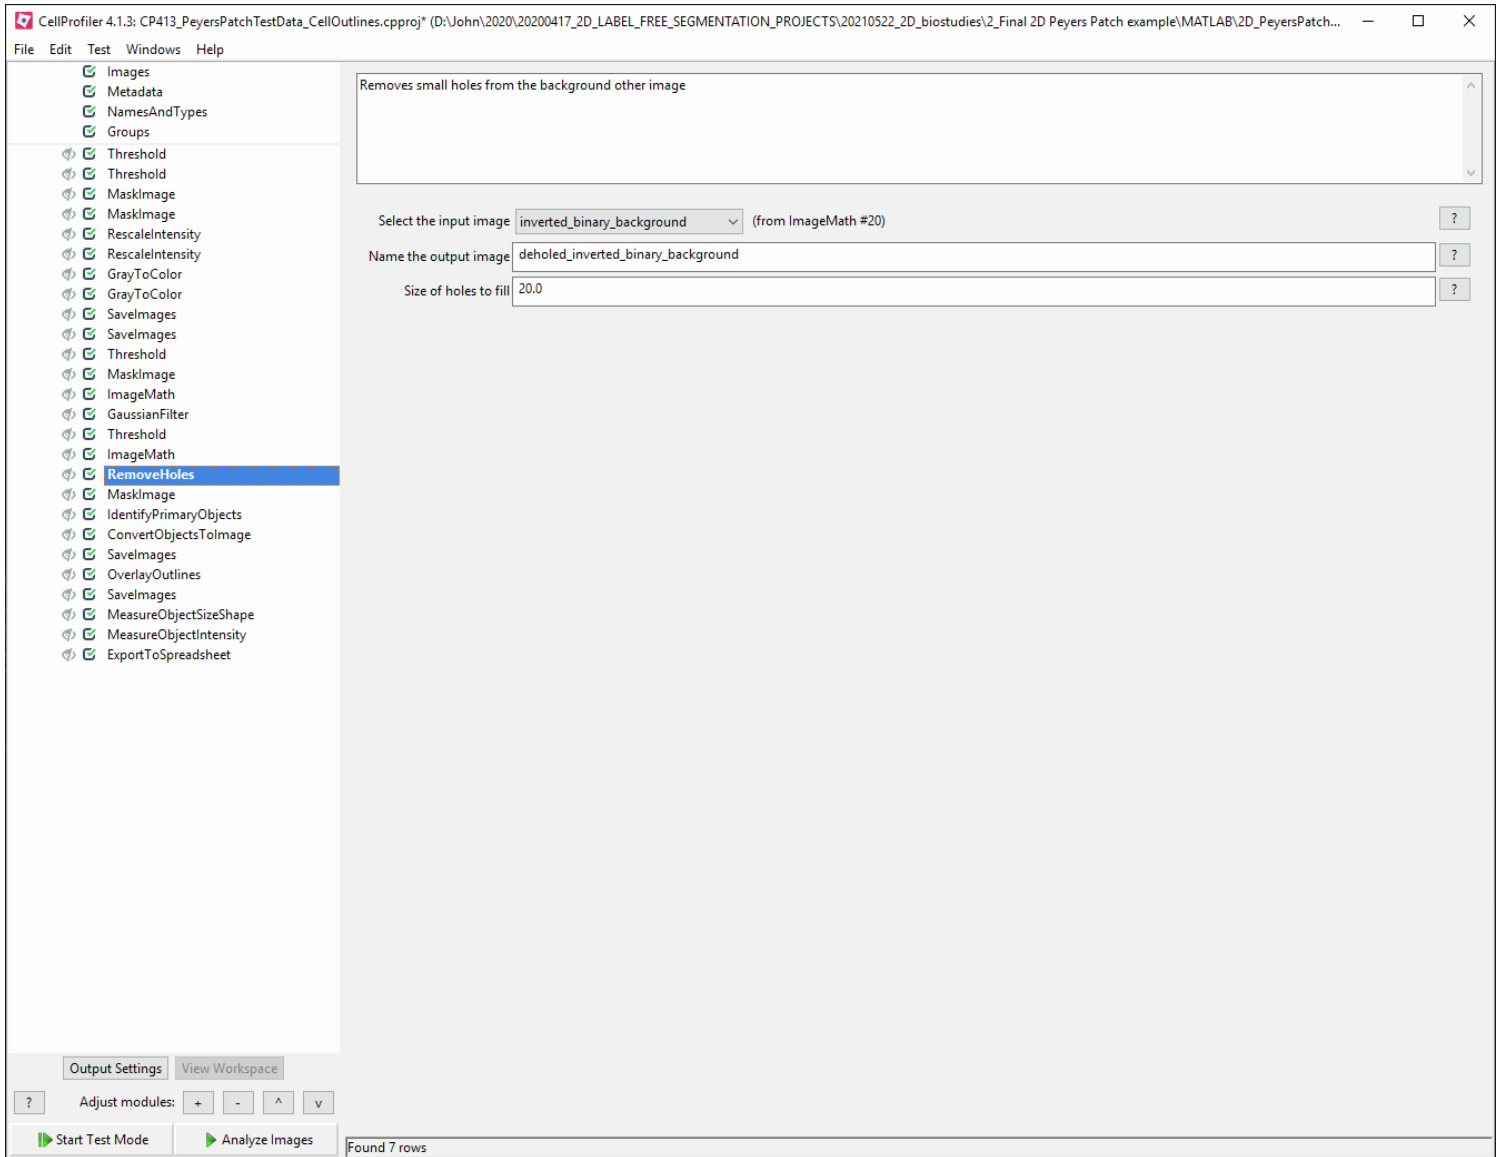 CellProfiler 4.1.3: CP413_PeyersPatchTestData_CellOutlines.cpproj* (D:\John\2020\20200417_2D_LABEL_FREE_SEGMENTATION_PROJECTS\20210522_2D_biostudies\2_Final 2D Peyers Patch example\MATLAB\2D_PeyersPatch...
File Edit Test Windows Help
Images
Metadata
NamesAndTypes
Groups
Threshold
Threshold
MaskImage
MaskImage
RescaleIntensity
RescaleIntensity
GrayToColor
GrayToColor
SaveImages
SaveImages
Threshold
MaskImage
ImageMath
GaussianFilter
Threshold
ImageMath
RemoveHoles
MaskImage
IdentifyPrimaryObjects
ConvertObjectsToImage
SaveImages
OverlayOutlines
SaveImages
MeasureObjectSizeShape
MeasureObjectIntensity
ExportToSpreadsheet
Output Settings View Workspace
? Adjust modules: + - ^ v
Start Test Mode Analyze Images
Removes small holes from the background other image
Select the input image inverted_binary_background (from ImageMath #20) ?
Name the output image deholed_inverted_binary_background ?
Size of holes to fill 20.0 ?
Found 7 rows